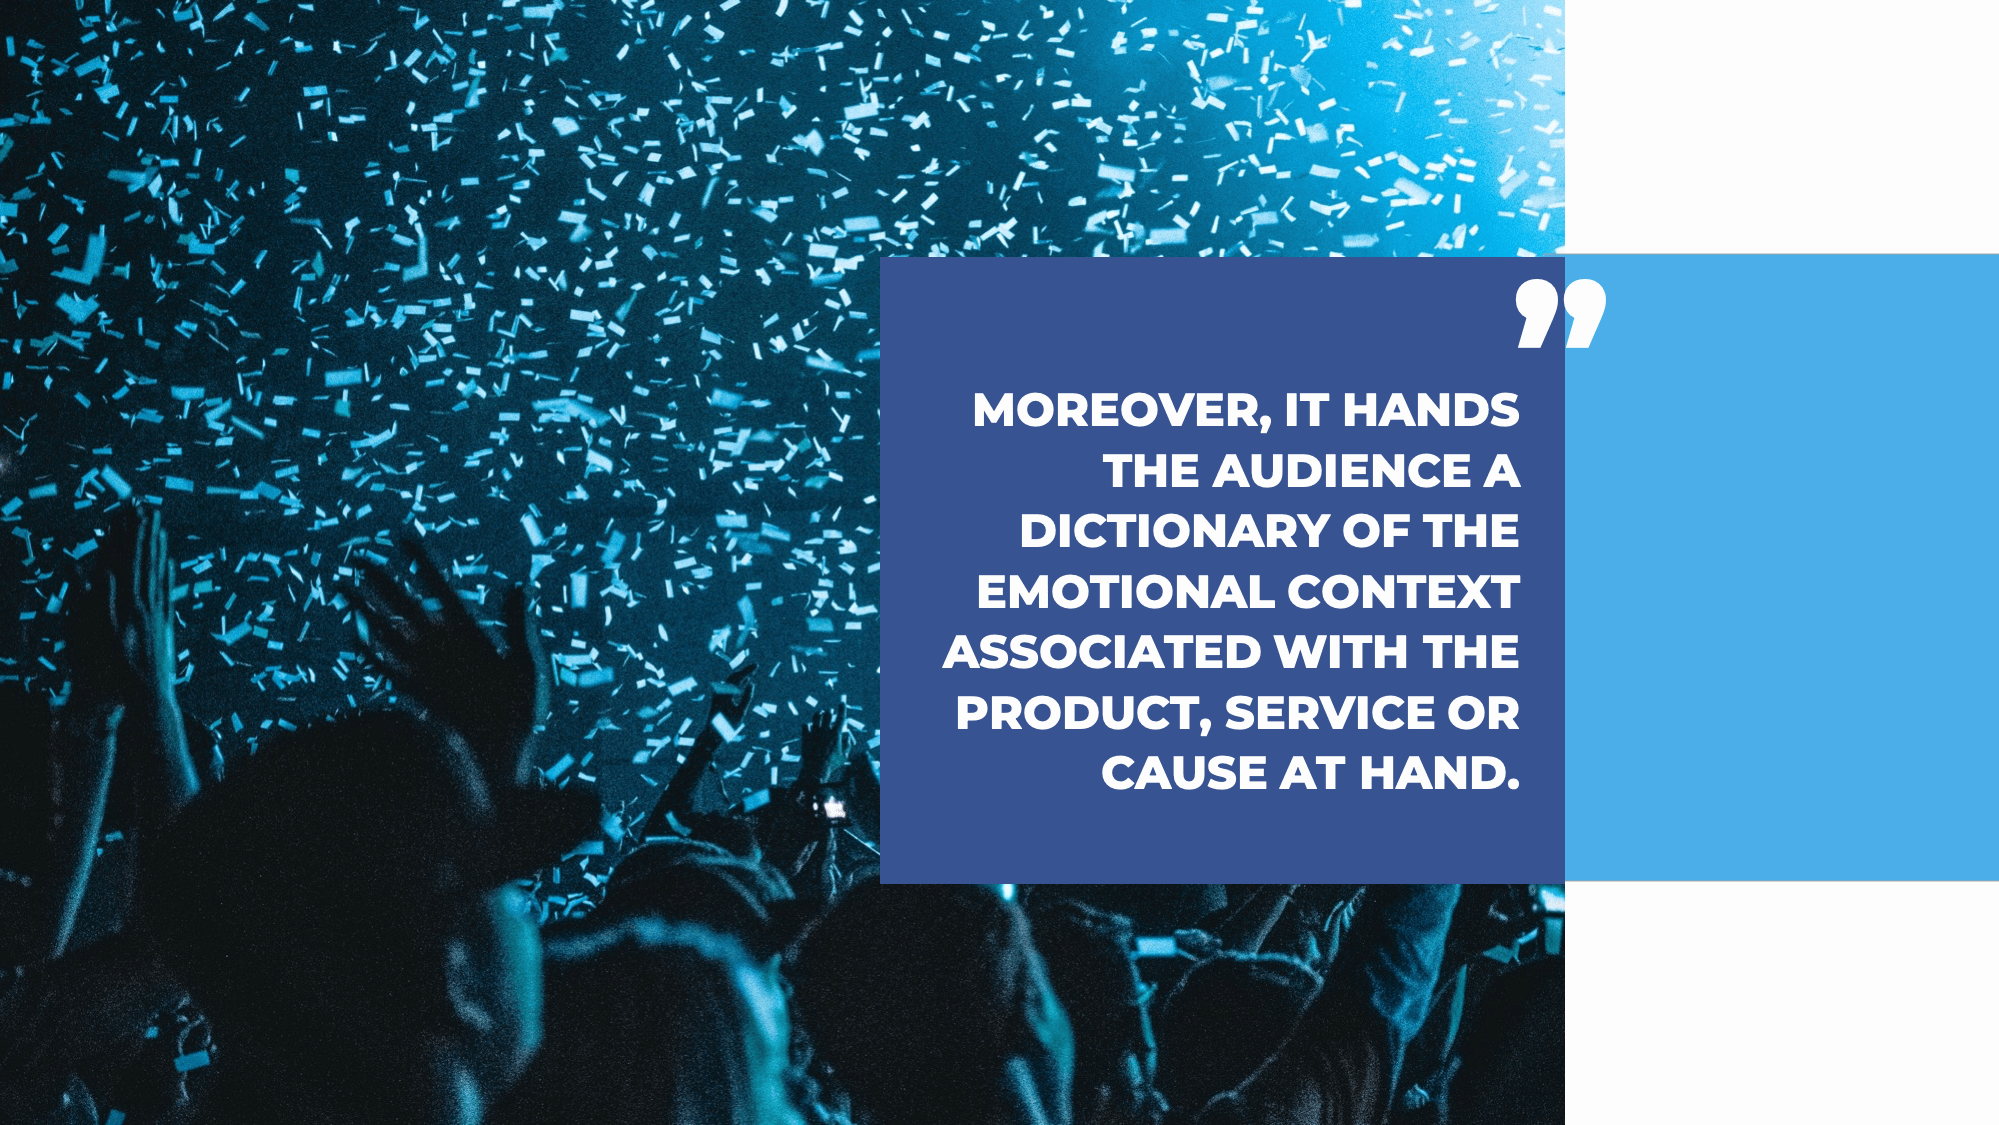 ”
MOREOVER, IT HANDS
THE AUDIENCE A
DICTIONARY OF THE
EMOTIONAL CONTEXT
ASSOCIATED WITH THE
PRODUCT, SERVICE OR
CAUSE AT HAND.